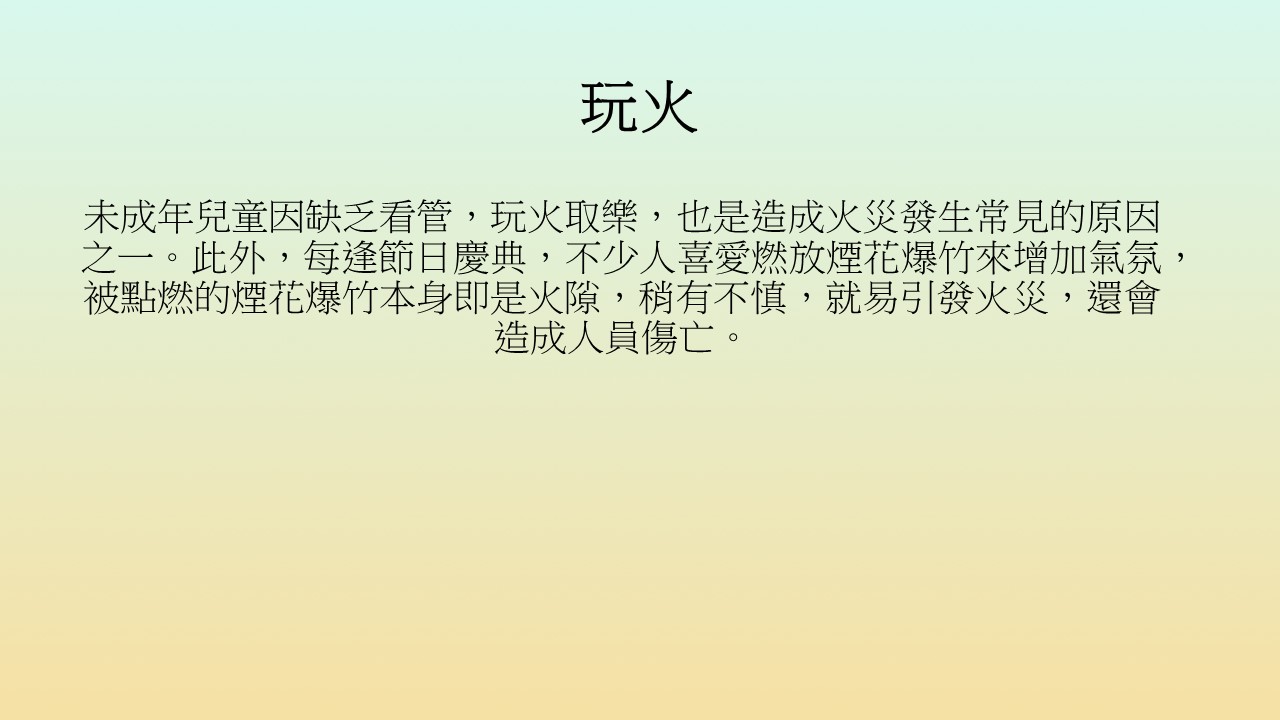 玩火
未成年兒童因缺乏看管，玩火取樂，也是造成火災發生常見的原因
之一。此外，每逢節日慶典，不少人喜愛燃放煙花爆竹來增加氣氛，
被點燃的煙花爆竹本身即是火隙，稍有不慎，就易引發火災，還會
造成人員傷亡。